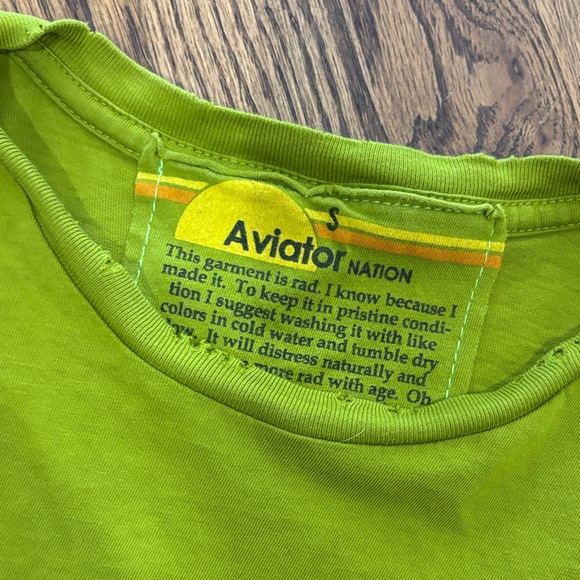 S
Aviator NATION
This garment is rad. I know because I
made it. To keep it in pristine condi-
tion I suggest washing it with like
colors in cold water and tumble dry
low. It will distress naturally and
more rad with age. Oh